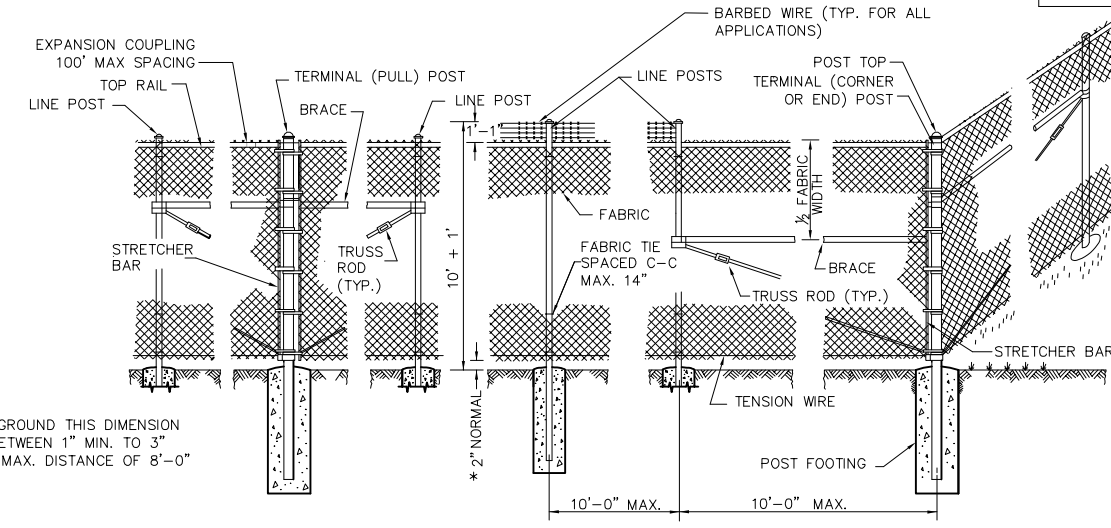 BARBED WIRE (TYP. FOR ALL
APPLICATIONS)
EXPANSION COUPLING
100' MAX SPACING
TOP RAIL
LINE POST
TERMINAL (PULL) POST
BRACE
LINE POST
LINE POSTS
POST TOP
TERMINAL (CORNER
OR END) POST
1'-1"
10' + 1'
½ FABRIC
WIDTH
FABRIC
STRETCHER
BAR
TRUSS
ROD
(TYP.)
FABRIC TIE
SPACED C-C
MAX. 14"
BRACE
TRUSS ROD (TYP.)
STRETCHER BAR
TENSION WIRE
* 2" NORMAL
GROUND THIS DIMENSION
ETWEEN 1" MIN. TO 3"
MAX. DISTANCE OF 8'-0"
POST FOOTING
10'-0" MAX.
10'-0" MAX.